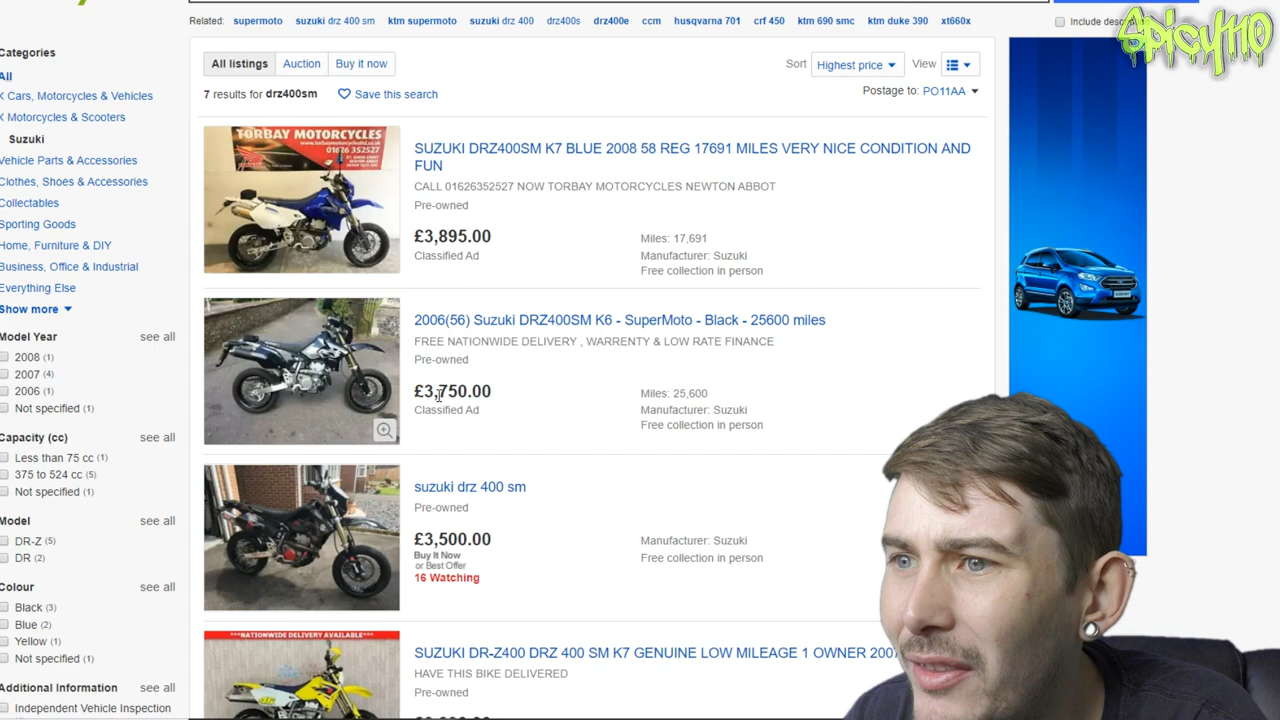 Related: supermoto suzuki drz 400 sm ktm supermoto suzuki drz 400 drz400s drz400e ccm husqvarna 701 crf 450 ktm 690 smc ktm duke 390 xt660x
Include
SPiCY110
Categories
All
Cars, Motorcycles & Vehicles
Motorcycles & Scooters
Suzuki
Vehicle Parts & Accessories
Clothes, Shoes & Accessories
Collectables
Sporting Goods
Home, Furniture & DIY
Business, Office & Industrial
Everything Else
Show more
Model Year see all
2008 (1)
2007 (4)
2006 (1)
Not specified (1)
Capacity (cc) see all
Less than 75 cc (1)
375 to 524 cc (5)
Not specified (1)
Model see all
DR-Z (5)
DR (2)
Colour see all
Black (3)
Blue (2)
Yellow (1)
Not specified (1)
Additional Information see all
Independent Vehicle Inspection
All listings Auction Buy it now
Sort Highest price View
7 results for drz400sm Save this search
Postage to: PO11AA
TORBAY MOTORCYCLES
01626 352527
SUZUKI DRZ400SM K7 BLUE 2008 58 REG 17691 MILES VERY NICE CONDITION AND
FUN
CALL 01626352527 NOW TORBAY MOTORCYCLES NEWTON ABBOT
Pre-owned
£3,895.00
Classified Ad
Miles: 17,691
Manufacturer: Suzuki
Free collection in person
2006(56) Suzuki DRZ400SM K6 - SuperMoto - Black - 25600 miles
FREE NATIONWIDE DELIVERY , WARRENTY & LOW RATE FINANCE
Pre-owned
£3,750.00
Classified Ad
Miles: 25,600
Manufacturer: Suzuki
Free collection in person
suzuki drz 400 sm
Pre-owned
£3,500.00
Buy It Now
or Best Offer
16 Watching
Manufacturer: Suzuki
Free collection in person
***NATIONWIDE DELIVERY AVAILABLE***
SUZUKI DR-Z400 DRZ 400 SM K7 GENUINE LOW MILEAGE 1 OWNER
HAVE THIS BIKE DELIVERED
Pre-owned